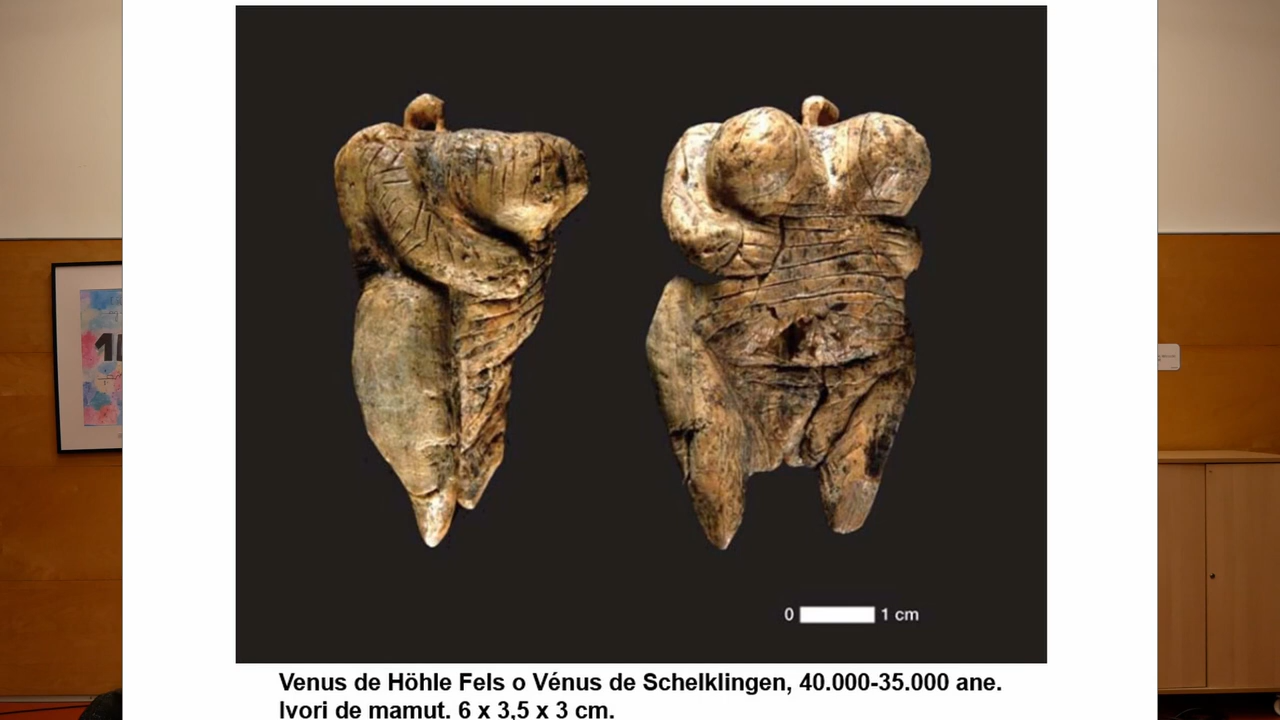 0 1 cm
Venus de Höhle Fels o Vénus de Schelklingen, 40.000-35.000 ane.
Ivori de mamut. 6 x 3,5 x 3 cm.